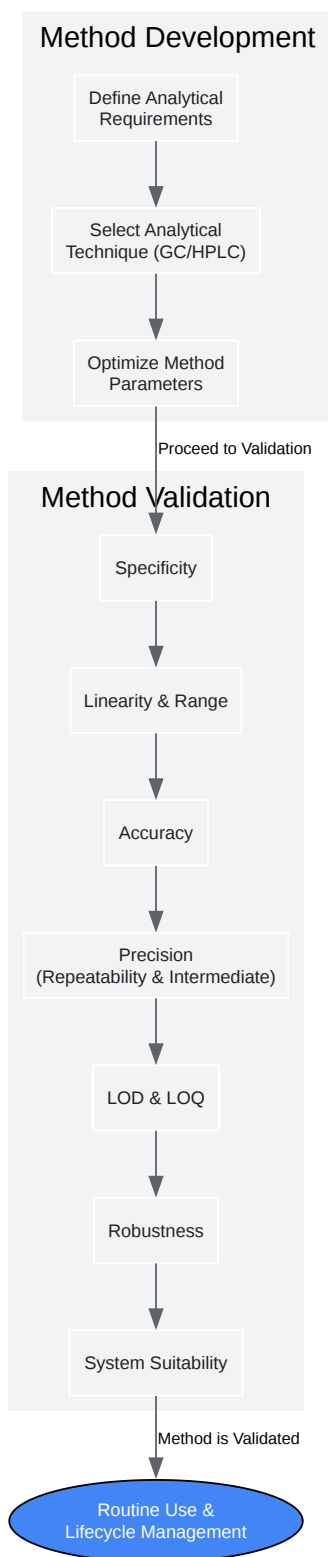 Method Development
Define Analytical
Requirements
Select Analytical
Technique (GC/HPLC)
Optimize Method
Parameters
Proceed to Validation
Method Validation
Specificity
Linearity & Range
Accuracy
Precision
(Repeatability & Intermediate)
LOD & LOQ
Robustness
System Suitability
Method is Validated
Routine Use &
Lifecycle Management